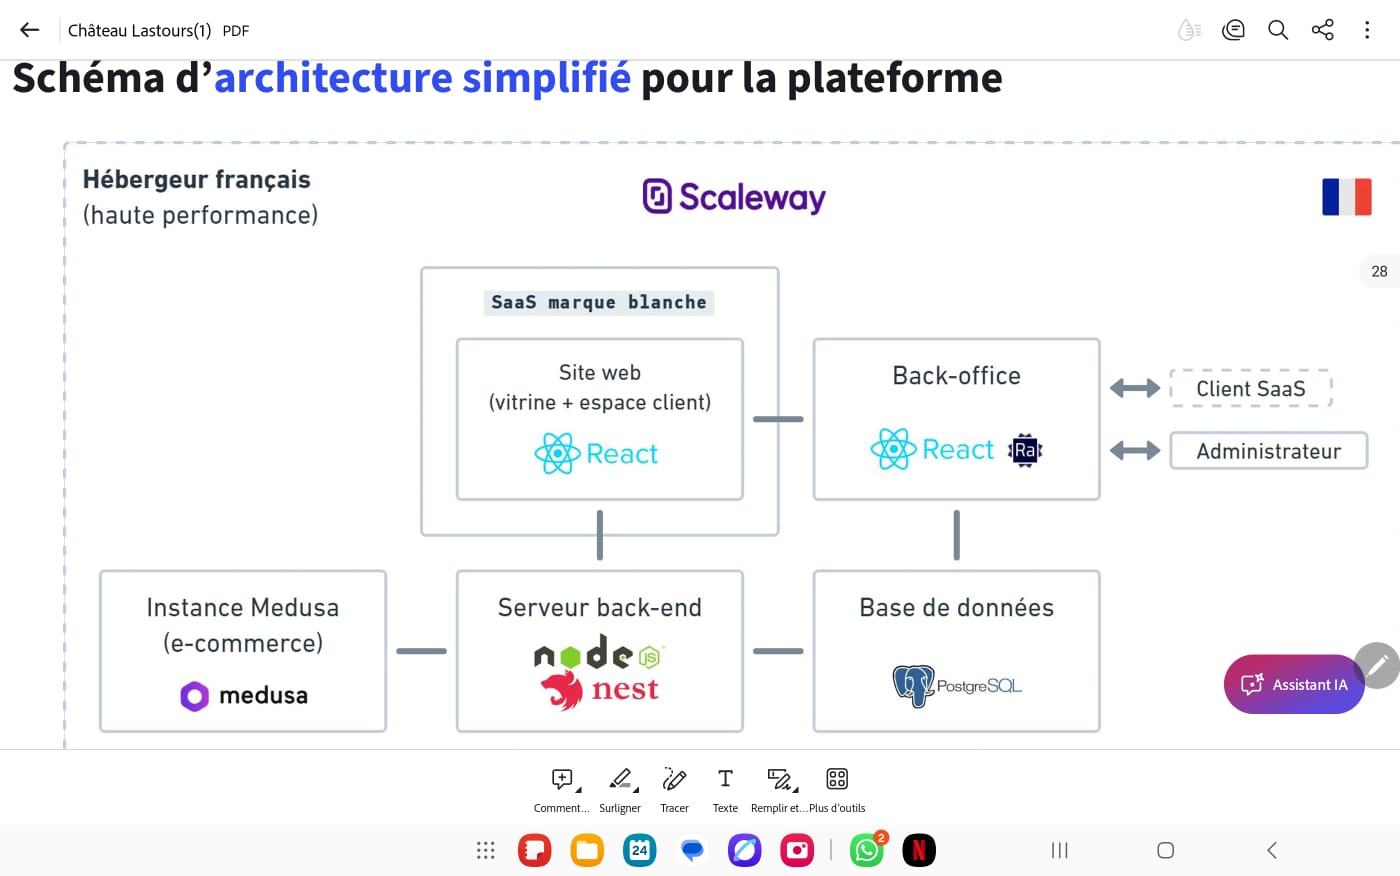 Château Lastours(1) PDF
Schéma d’architecture simplifié pour la plateforme
Hébergeur français
(haute performance)
Scaleway
28
SaaS marque blanche
Site web
(vitrine + espace client)
React
Back-office
React Ra
Client SaaS
Administrateur
Instance Medusa
(e-commerce)
medusa
Serveur back-end
node JS
nest
Base de données
PostgreSQL
Assistant IA
Comment...
Surligner
Tracer
T
Texte
Remplir et...
Plus d'outils
24
2
N